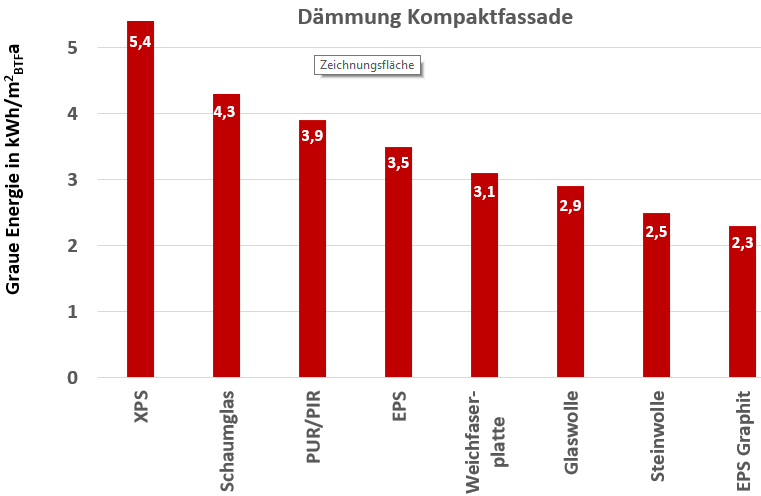 Dämmung Kompaktfassade
Zeichnungsfläche
Graue Energie in kWh/m²BTFa
5
4
3
2
1
0
5,4
4,3
3,9
3,5
3,1
2,9
2,5
2,3
XPS
Schaumglas
PUR/PIR
EPS
Weichfaser-
platte
Glaswolle
Steinwolle
EPS Graphit